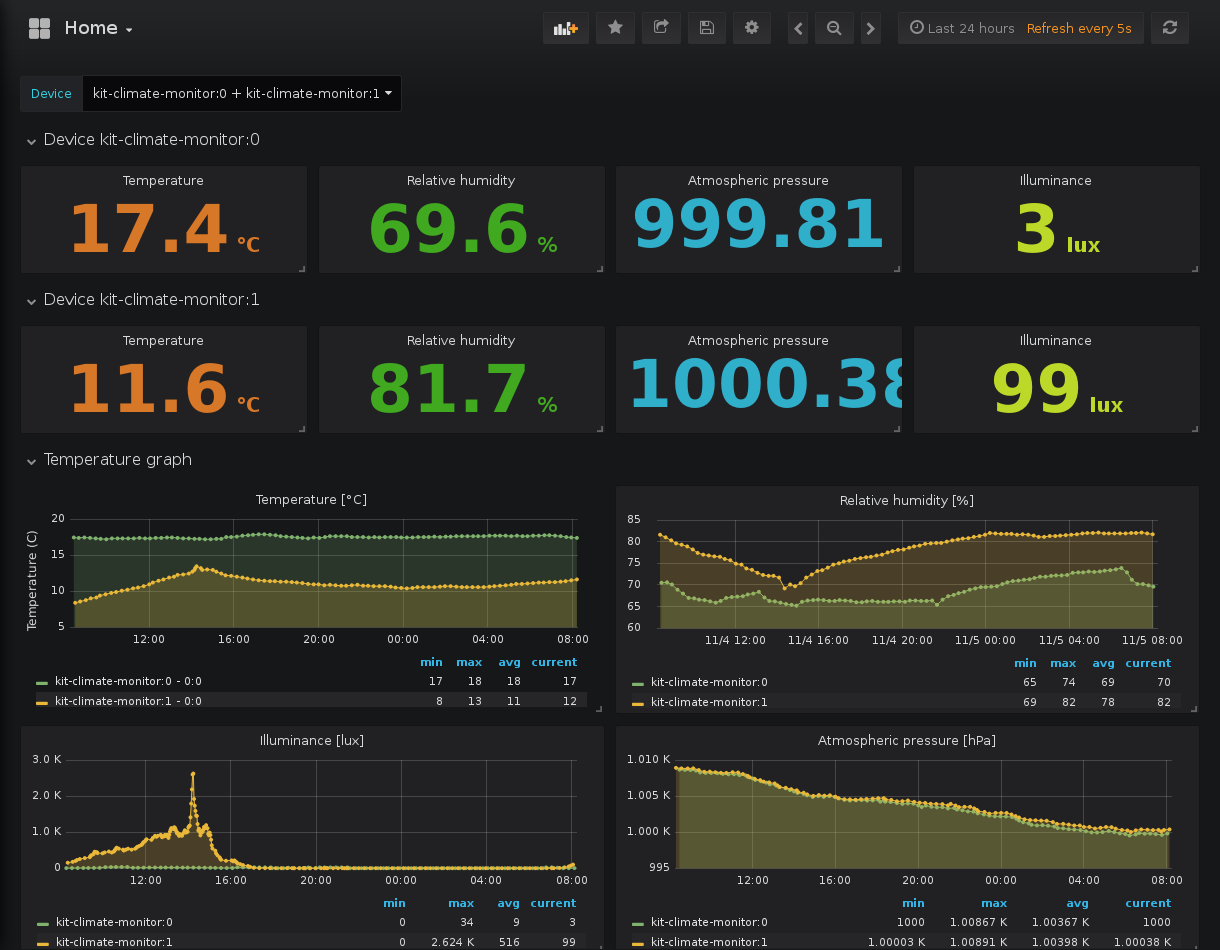 Home
Last 24 hours Refresh every 5s
Device kit-climate-monitor:0 + kit-climate-monitor:1
Device kit-climate-monitor:0
Temperature Relative humidity Atmospheric pressure Illuminance
17.4 °C 69.6 % 999.81 3 lux
Device kit-climate-monitor:1
Temperature Relative humidity Atmospheric pressure Illuminance
11.6 °C 81.7 % 1000.38 99 lux
Temperature graph
Temperature [°C]
Temperature (C)
20
15
10
5
12:00 16:00 20:00 00:00 04:00 08:00
min max avg current
kit-climate-monitor:0 - 0:0 17 18 18 17
kit-climate-monitor:1 - 0:0 8 13 11 12
Relative humidity [%]
85
80
75
70
65
60
11/4 12:00 11/4 16:00 11/4 20:00 11/5 00:00 11/5 04:00 11/5 08:00
min max avg current
kit-climate-monitor:0 65 74 69 70
kit-climate-monitor:1 69 82 78 82
Illuminance [lux]
3.0 K
2.0 K
1.0 K
0
12:00 16:00 20:00 00:00 04:00 08:00
min max avg current
kit-climate-monitor:0 0 34 9 3
kit-climate-monitor:1 0 2.624 K 516 99
Atmospheric pressure [hPa]
1.010 K
1.005 K
1.000 K
995
12:00 16:00 20:00 00:00 04:00 08:00
min max avg current
kit-climate-monitor:0 1000 1.00867 K 1.00367 K 1000
kit-climate-monitor:1 1.00003 K 1.00891 K 1.00398 K 1.00038 K